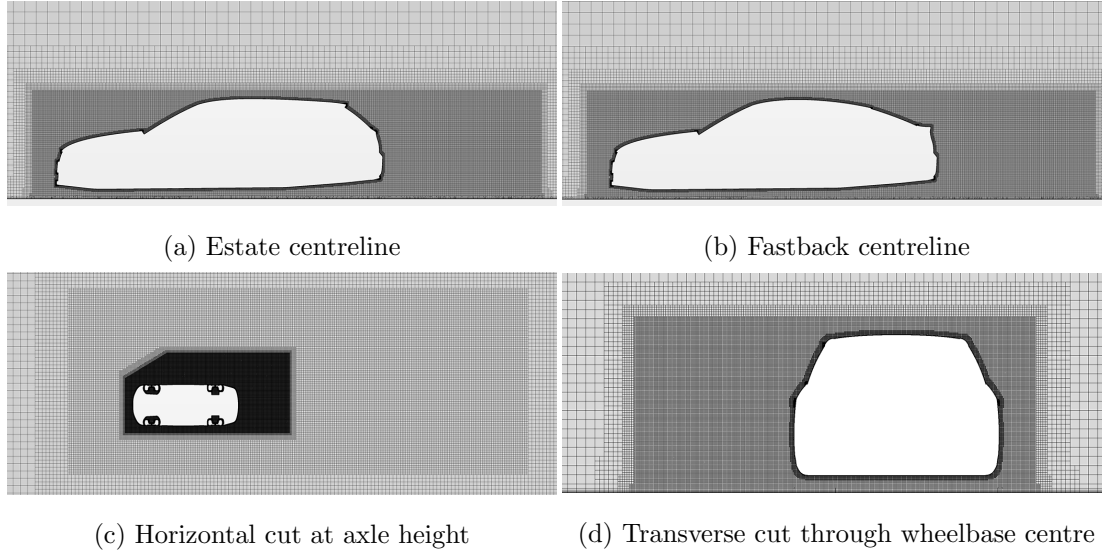 (a) Estate centreline
(b) Fastback centreline
(c) Horizontal cut at axle height
(d) Transverse cut through wheelbase centre